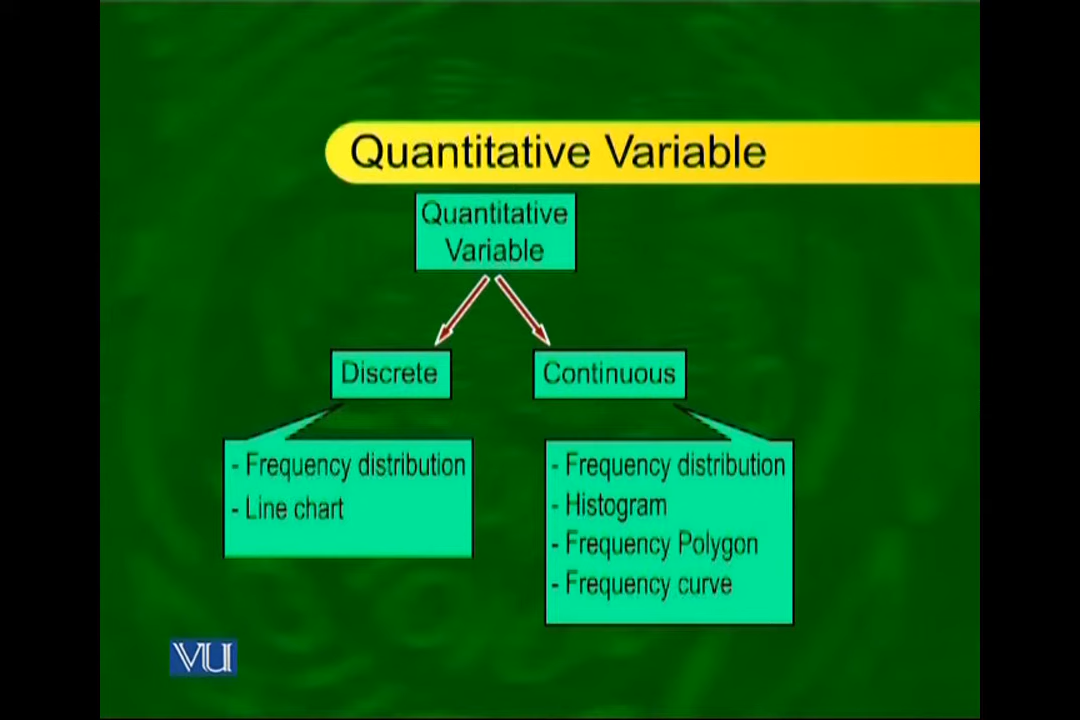 Quantitative Variable
Quantitative
Variable
Discrete
Continuous
- Frequency distribution
- Line chart
- Frequency distribution
- Histogram
- Frequency Polygon
- Frequency curve
VU